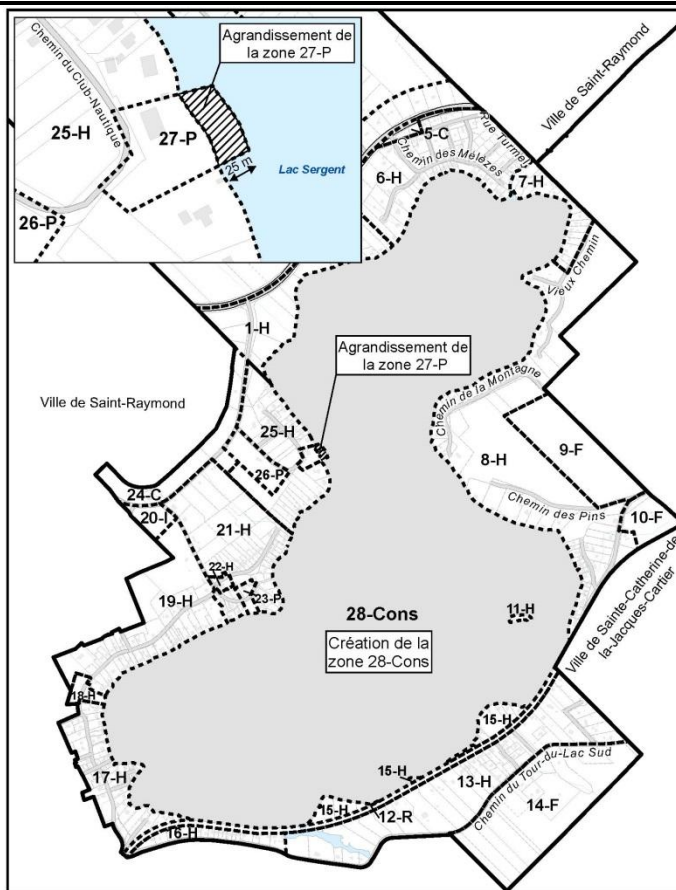 Agrandissement de
la zone 27-P
Chemin du Club-Nautique
25-H
27-P
25 m
Lac Sergent
26-P
Ville de Saint-Raymond
5-C
Rue Turmel
Chemin des Mélèzes
6-H
7-H
Vieux Chemin
1-H
Agrandissement de
la zone 27-P
Chemin de la Montagne
Ville de Saint-Raymond
25-H
8-H
9-F
26-P
24-C
Chemin des Pins
20-I
10-F
21-H
22-H
23-P
19-H
28-Cons
11-H
Création de la
zone 28-Cons
Ville de Sainte-Catherine-de-
la-Jacques-Cartier
18-H
15-H
17-H
15-H
13-H
Chemin du Tour-du-Lac Sud
15-H
12-R
14-F
16-H